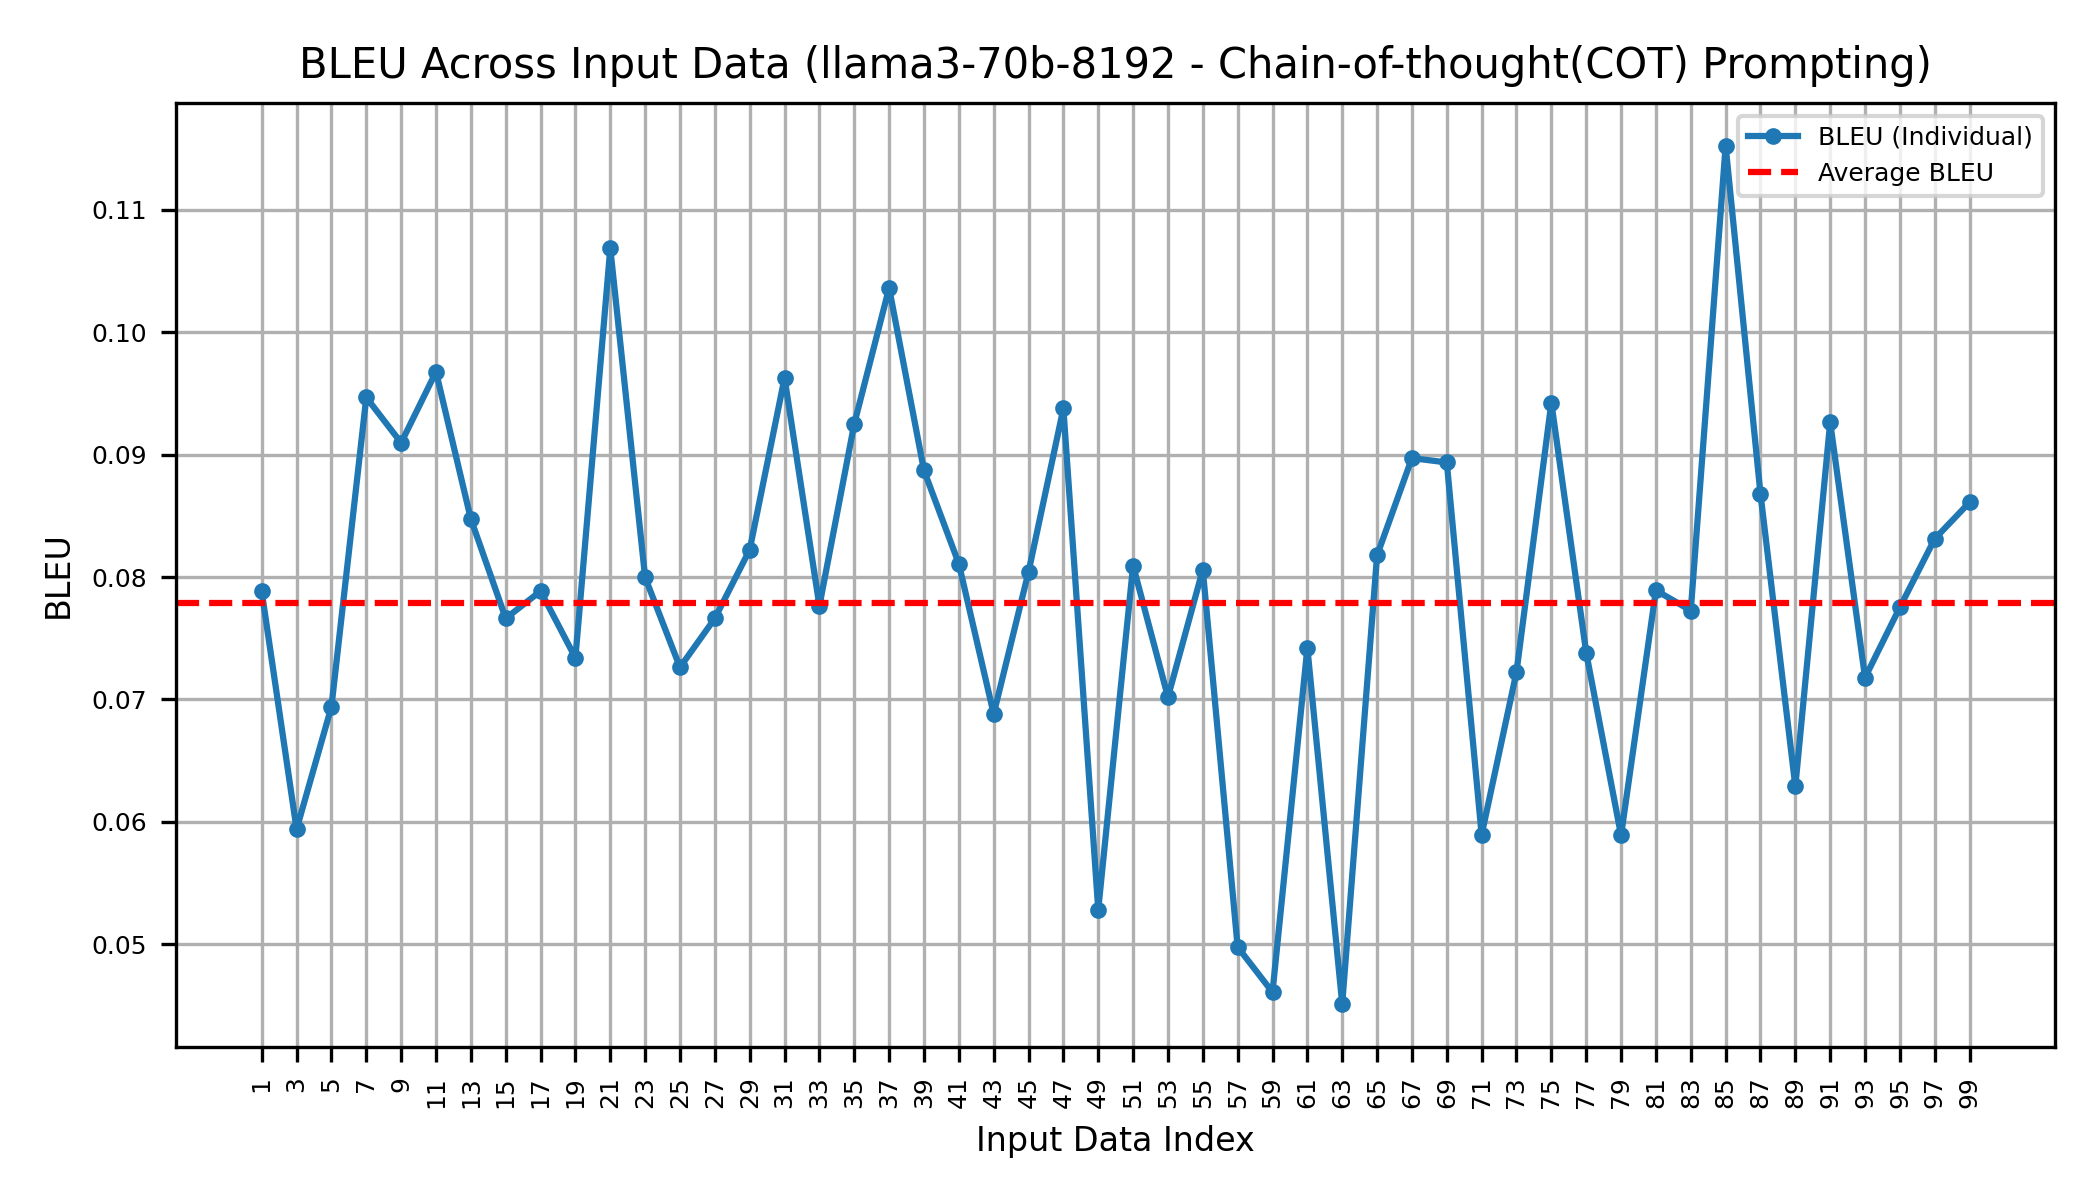 BLEU Across Input Data (llama3-70b-8192 - Chain-of-thought(COT) Prompting)
BLEU (Individual)
Average BLEU
0.11
0.10
0.09
0.08
0.07
0.06
0.05
BLEU
1 3 5 7 9 11 13 15 17 19 21 23 25 27 29 31 33 35 37 39 41 43 45 47 49 51 53 55 57 59 61 63 65 67 69 71 73 75 77 79 81 83 85 87 89 91 93 95 97 99
Input Data Index